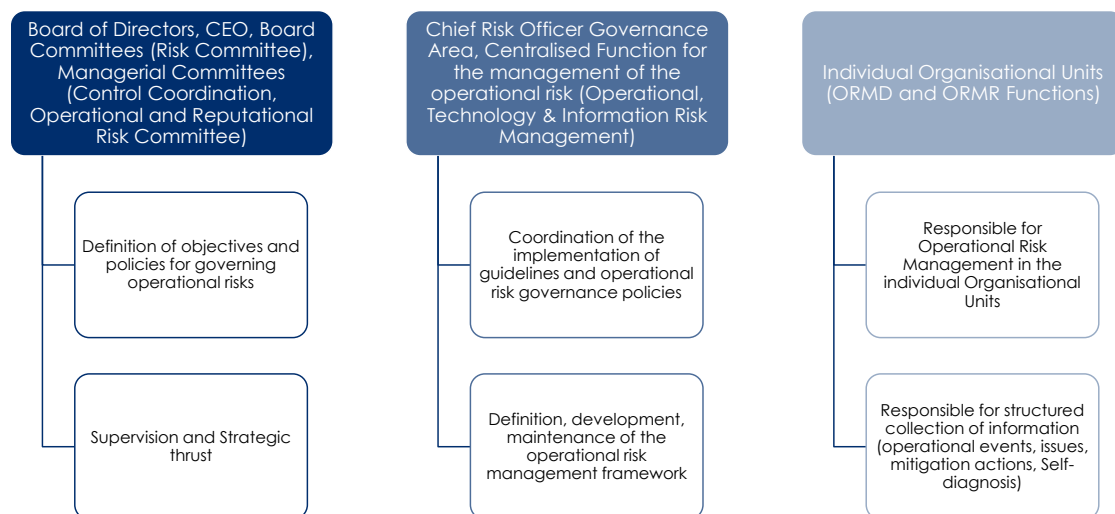 Board of Directors, CEO, Board
Committees (Risk Committee),
Managerial Committees
(Control Coordination,
Operational and Reputational
Risk Committee)
Definition of objectives and
policies for governing
operational risks
Supervision and Strategic
thrust
Chief Risk Officer Governance
Area, Centralised Function for
the management of the
operational risk (Operational,
Technology & Information Risk
Management)
Coordination of the
implementation of
guidelines and operational
risk governance policies
Definition, development,
maintenance of the
operational risk
management framework
Individual Organisational Units
(ORMD and ORMR Functions)
Responsible for
Operational Risk
Management in the
individual Organisational
Units
Responsible for structured
collection of information
(operational events, issues,
mitigation actions, Self-
diagnosis)